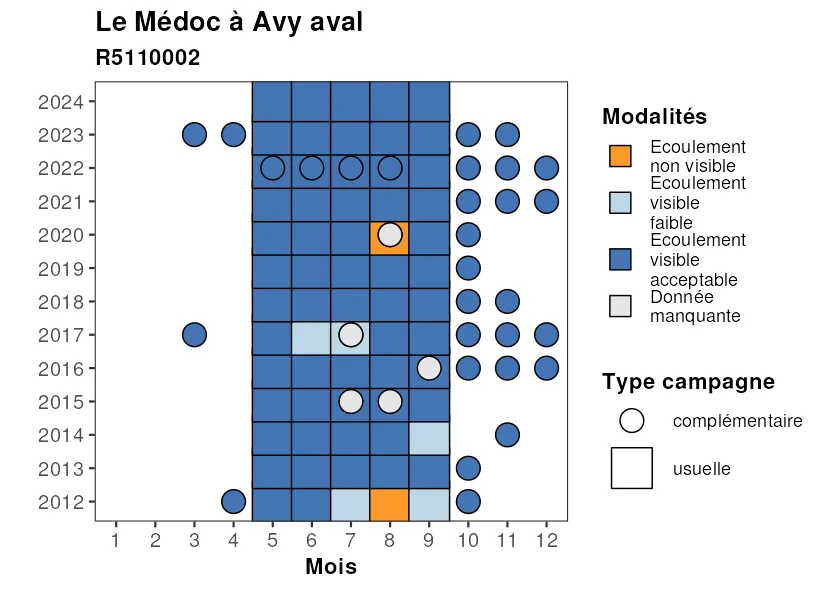 Le Médoc à Avy aval
R5110002
2024
2023
2022
2021
2020
2019
2018
2017
2016
2015
2014
2013
2012
1 2 3 4 5 6 7 8 9 10 11 12
Mois
Modalités
Ecoulement
non visible
Ecoulement
visible
faible
Ecoulement
visible
acceptable
Donnée
manquante
Type campagne
complémentaire
usuelle